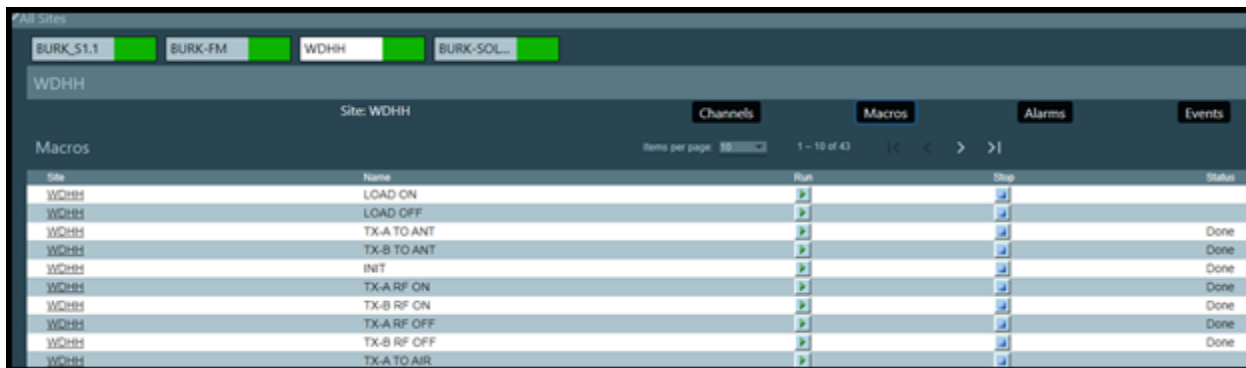 All Sites
BURK_S1.1 BURK-FM WDHH BURK-SOL...
WDHH
Site: WDHH Channels Macros Alarms Events
Macros Items per page: 10 1 – 10 of 43
Site Name Run Stop Status
WDHH LOAD ON
WDHH LOAD OFF
WDHH TX-A TO ANT Done
WDHH TX-B TO ANT Done
WDHH INIT Done
WDHH TX-A RF ON Done
WDHH TX-B RF ON Done
WDHH TX-A RF OFF Done
WDHH TX-B RF OFF Done
WDHH TX-A TO AIR